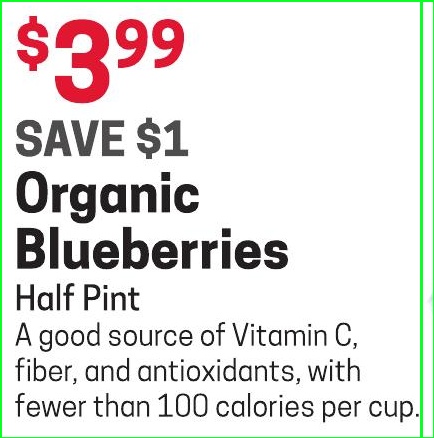 $3.99
SAVE $1
Organic
Blueberries
Half Pint
A good source of Vitamin C,
fiber, and antioxidants, with
fewer than 100 calories per cup.